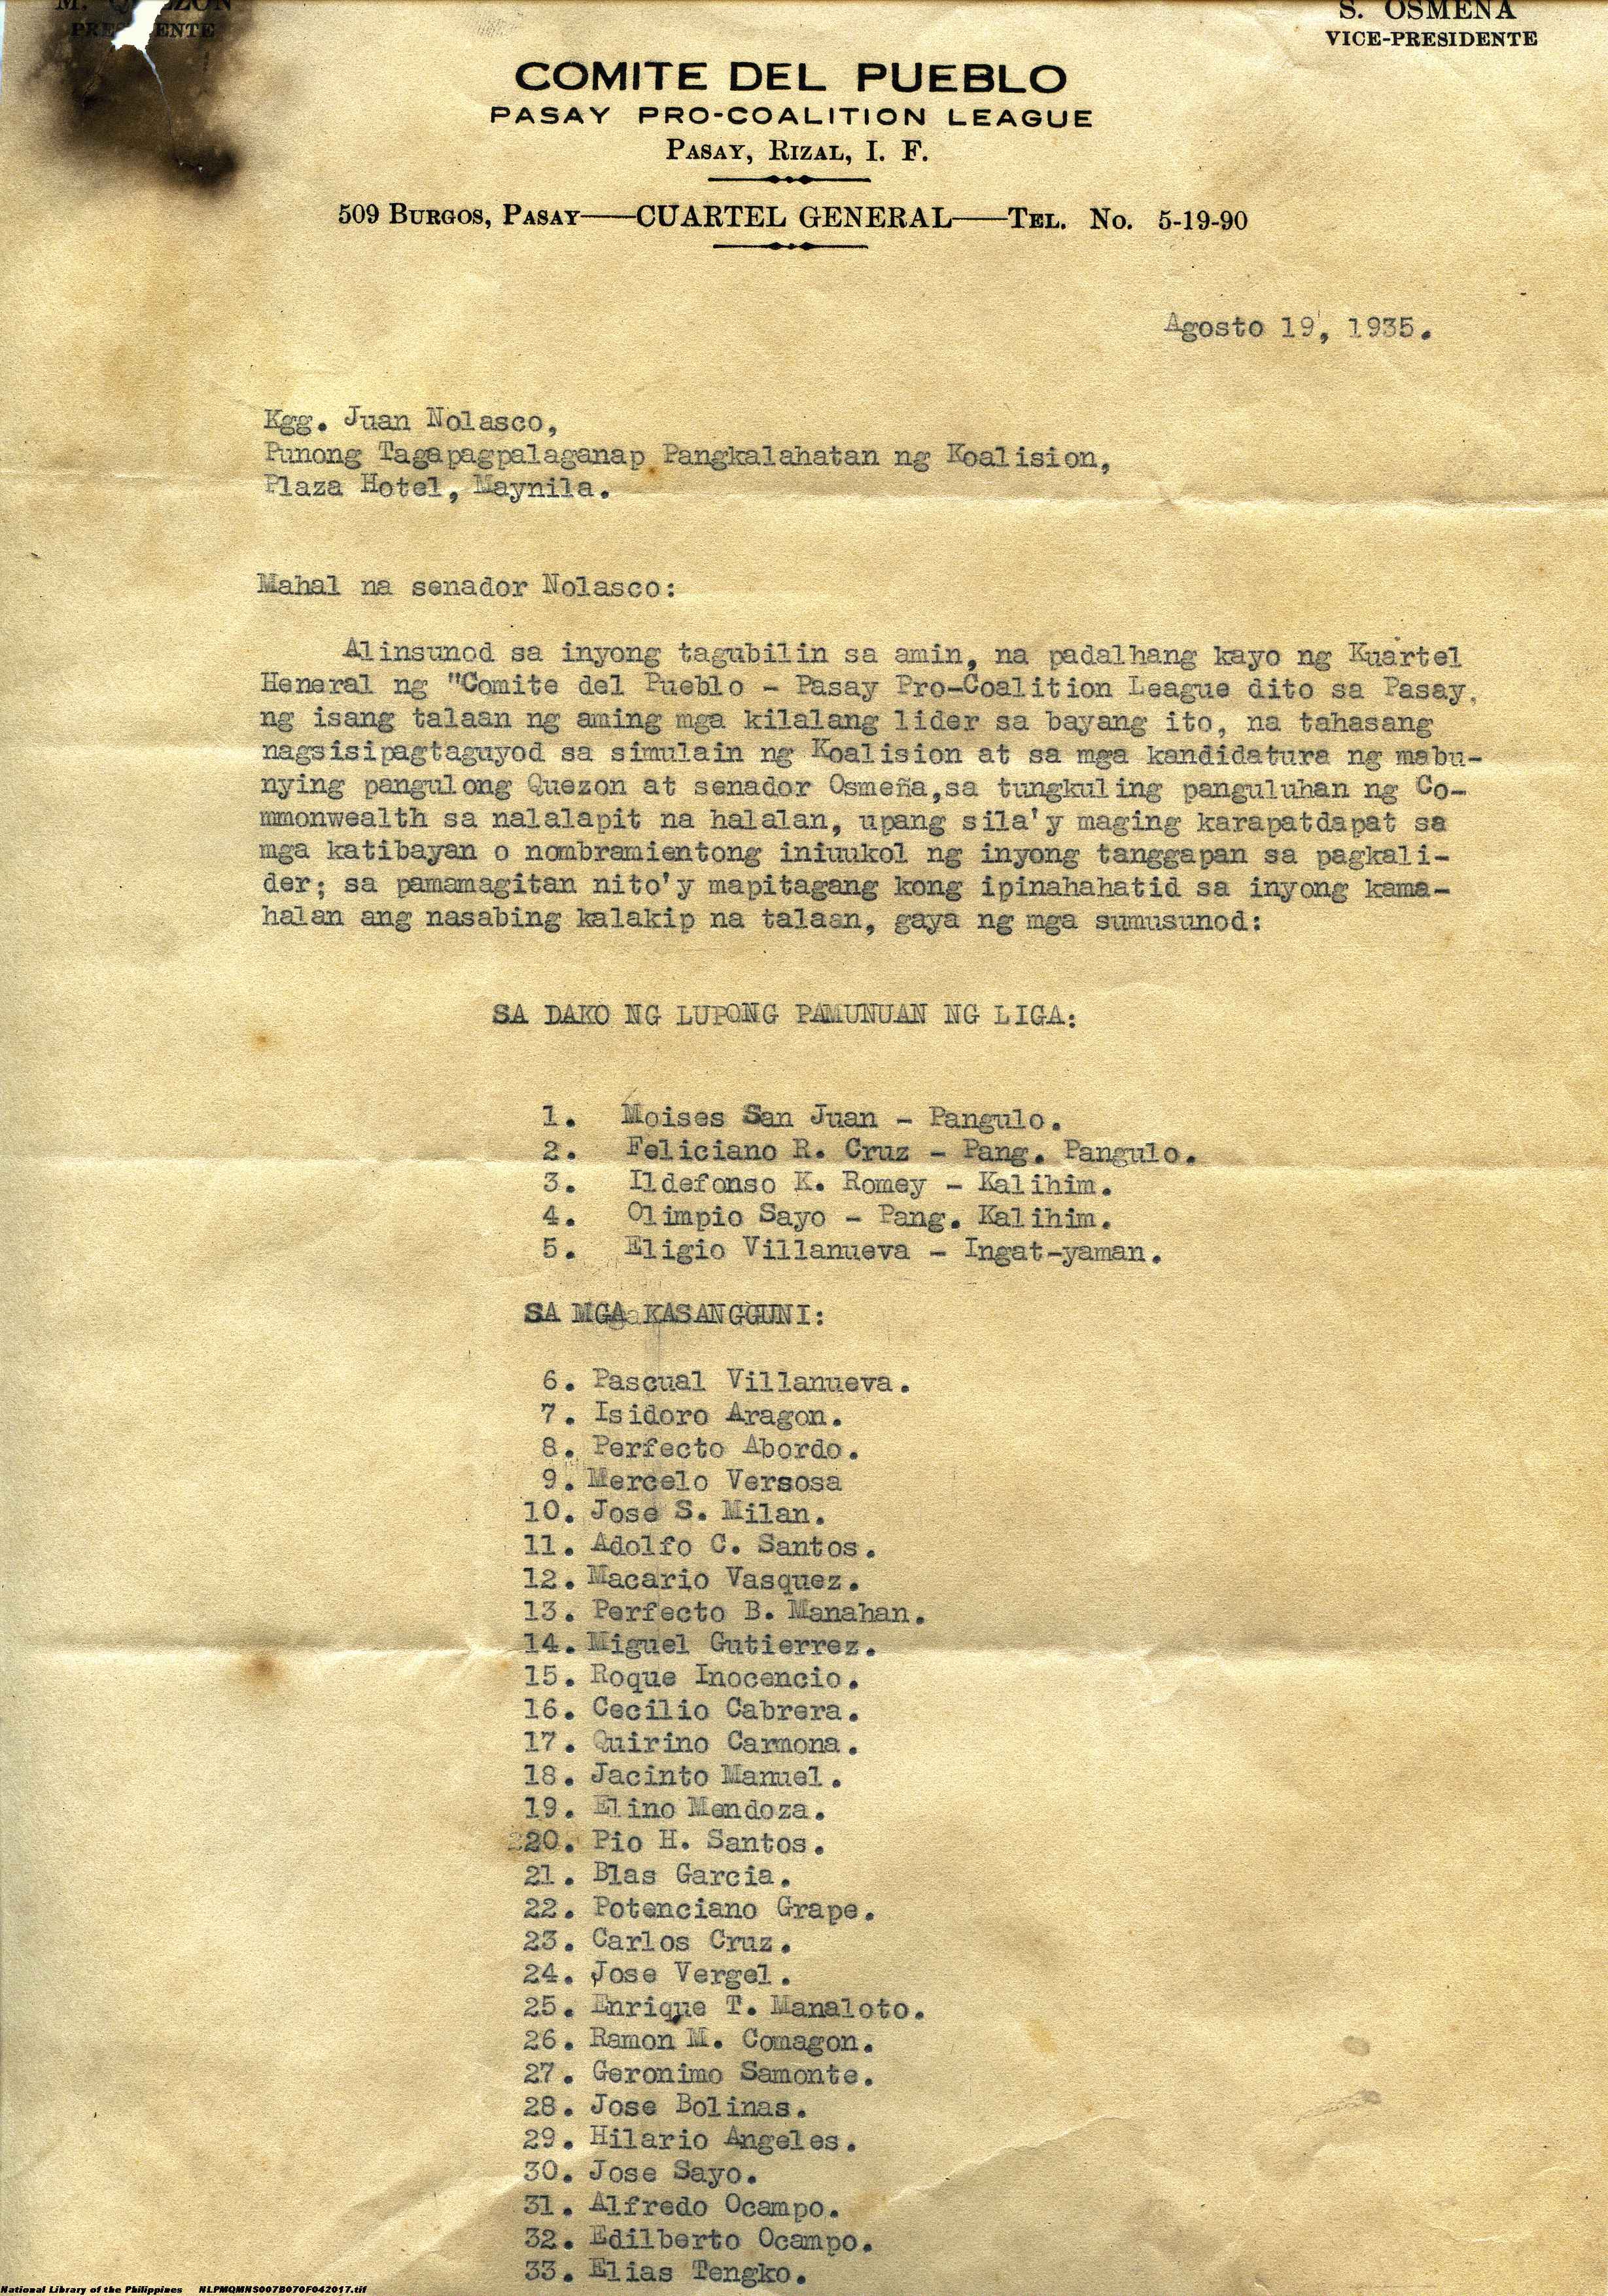 M. QUEZON
S. OSMEÑA
PRESIDENTE
VICE-PRESIDENTE
COMITE DEL PUEBLO
PASAY PRO-COALITION LEAGUE
PASAY, RIZAL, I. F.
509 BURGOS, PASAY—CUARTEL GENERAL—TEL. No. 5-19-90
Agosto 19, 1935.
Kgg. Juan Nolasco,
Punong Tagapagpalaganap Pangkalahatan ng Koalision,
Plaza Hotel, Maynila.
Mahal na senador Nolasco:
Alinsunod sa inyong tagubilin sa amin, na padalhang kayo ng Kuartel
Heneral ng "Comite del Pueblo - Pasay Pro-Coalition League dito sa Pasay,
ng isang talaan ng aming mga kilalang lider sa bayang ito, na tahasang
nagsisipagtaguyod sa simulain ng Koalision at sa mga kandidatura ng mabu-
nying pangulong Quezon at senador Osmeña,sa tungkuling panguluhan ng Co-
mmonwealth sa nalalapit na halalan, upang sila'y maging karapatdapat sa
mga katibayan o nombramientong iniuukol ng inyong tanggapan sa pagkali-
der; sa pamamagitan nito'y mapitagang kong ipinahahatid sa inyong kama-
halan ang nasabing kalakip na talaan, gaya ng mga sumusunod:
SA DAKO NG LUPONG PAMUNUAN NG LIGA:
1. Moises San Juan - Pangulo.
2. Feliciano R. Cruz - Pang. Pangulo.
3. Ildefonso K. Romey - Kalihim.
4. Olimpio Sayo - Pang. Kalihim.
5. Eligio Villanueva - Ingat-yaman.
SA MGA KASANGGUNI:
6. Pascual Villanueva.
7. Isidoro Aragon.
8. Perfecto Abordo.
9. Mercelo Versosa
10. Jose S. Milan.
11. Adolfo C. Santos.
12. Macario Vasquez.
13. Perfecto B. Manahan.
14. Miguel Gutierrez.
15. Roque Inocencio.
16. Cecilio Cabrera.
17. Quirino Carmona.
18. Jacinto Manuel.
19. Elino Mendoza.
20. Pio H. Santos.
21. Blas Garcia.
22. Potenciano Grape.
23. Carlos Cruz.
24. Jose Vergel.
25. Enrique T. Manaloto.
26. Ramon M. Comagon.
27. Geronimo Samonte.
28. Jose Bolinas.
29. Hilario Angeles.
30. Jose Sayo.
31. Alfredo Ocampo.
32. Edilberto Ocampo.
33. Elias Tengko.
National Library of the Philippines NLPMQMNS007B070F042017.tif